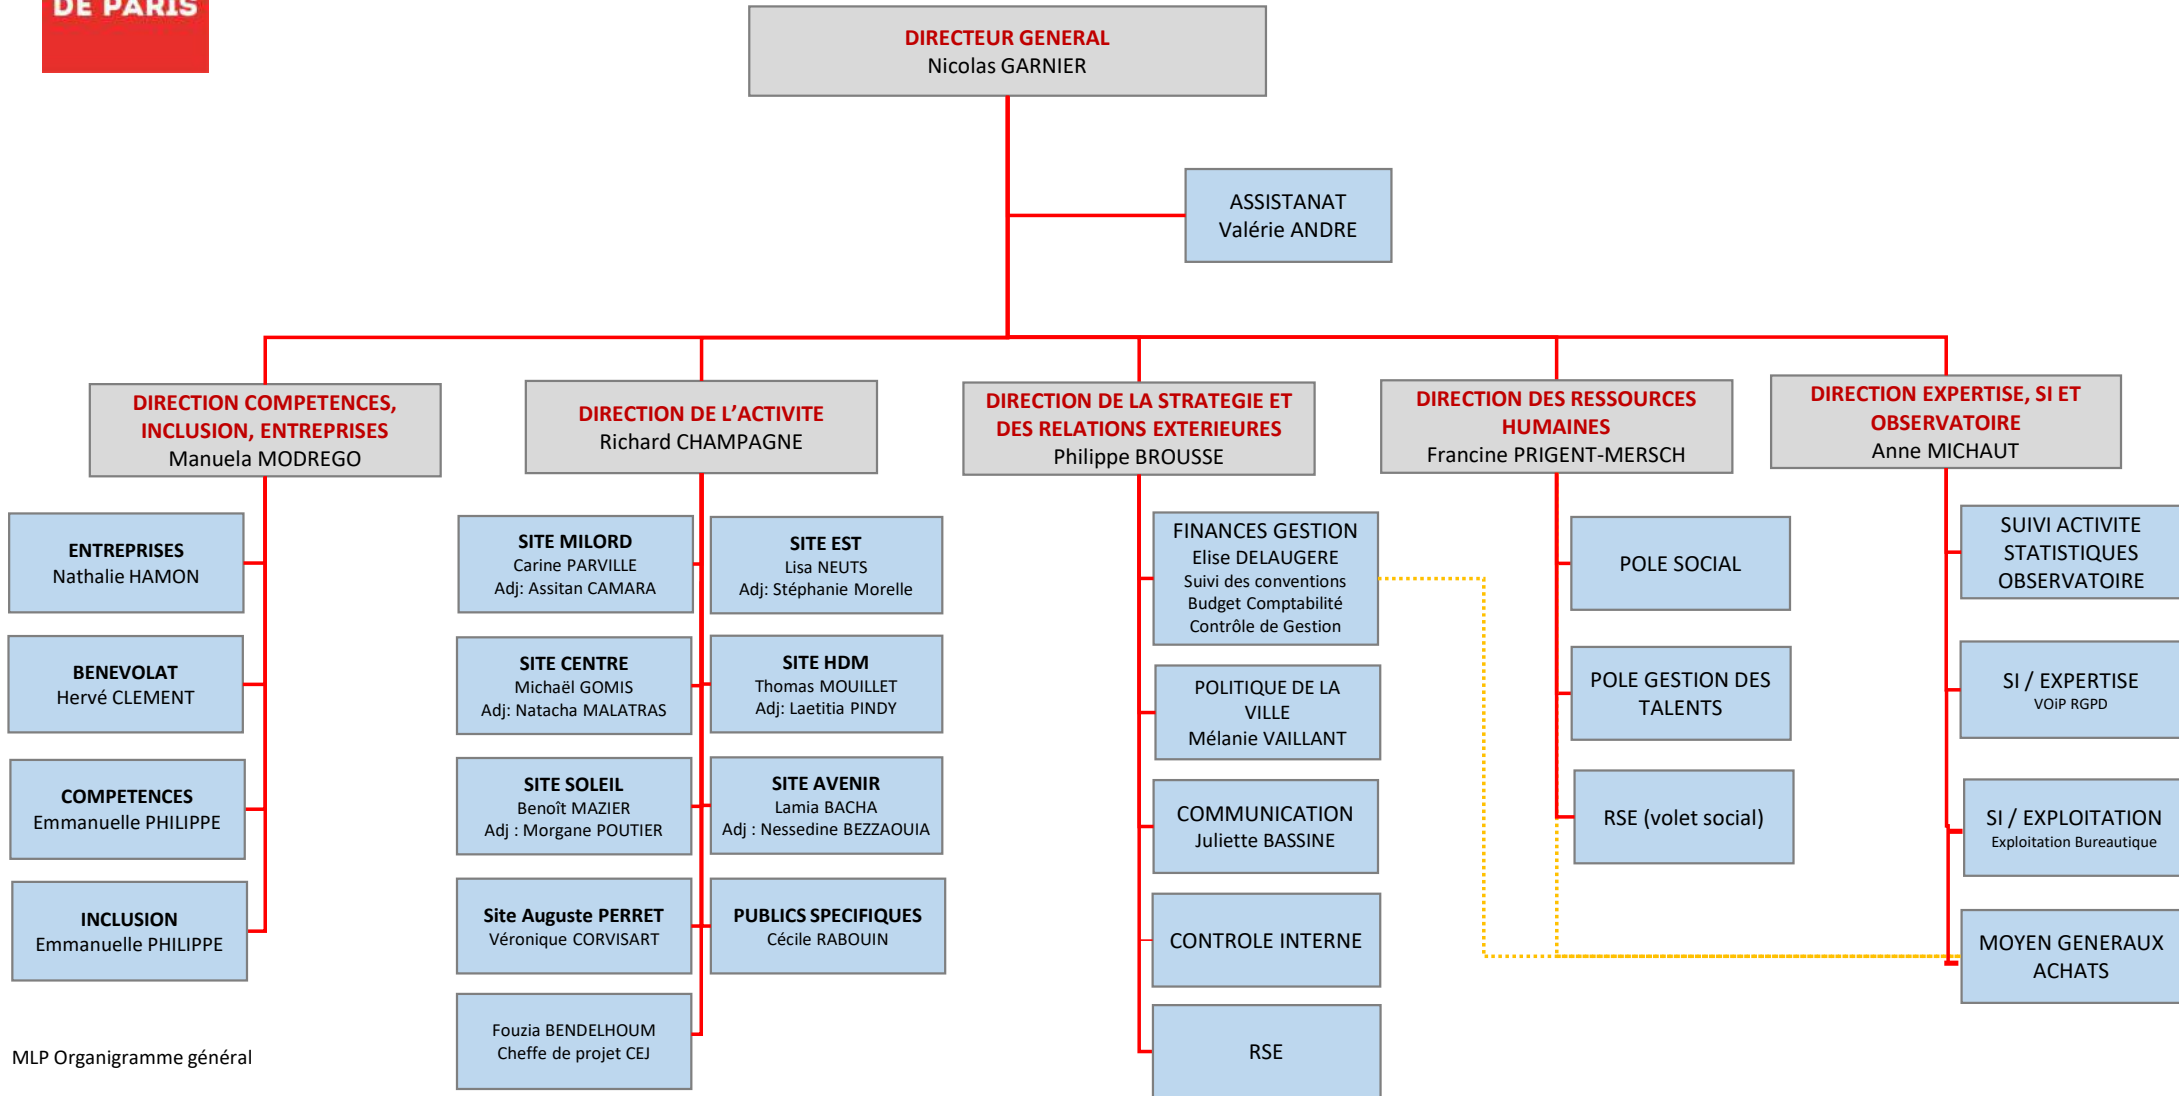 DE PARIS
DIRECTEUR GENERAL
Nicolas GARNIER
ASSISTANAT
Valérie ANDRE
DIRECTION COMPETENCES,
INCLUSION, ENTREPRISES
Manuela MODREGO
ENTREPRISES
Nathalie HAMON
BENEVOLAT
Hervé CLEMENT
COMPETENCES
Emmanuelle PHILIPPE
INCLUSION
Emmanuelle PHILIPPE
DIRECTION DE L’ACTIVITE
Richard CHAMPAGNE
SITE MILORD
Carine PARVILLE
Adj: Assitan CAMARA
SITE EST
Lisa NEUTS
Adj: Stéphanie Morelle
SITE CENTRE
Michaël GOMIS
Adj: Natacha MALATRAS
SITE HDM
Thomas MOUILLET
Adj: Laetitia PINDY
SITE SOLEIL
Benoît MAZIER
Adj : Morgane POUTIER
SITE AVENIR
Lamia BACHA
Adj : Nessedine BEZZAOUIA
Site Auguste PERRET
Véronique CORVISART
PUBLICS SPECIFIQUES
Cécile RABOUIN
Fouzia BENDELHOUM
Cheffe de projet CEJ
DIRECTION DE LA STRATEGIE ET
DES RELATIONS EXTERIEURES
Philippe BROUSSE
FINANCES GESTION
Elise DELAUGERE
Suivi des conventions
Budget Comptabilité
Contrôle de Gestion
POLITIQUE DE LA
VILLE
Mélanie VAILLANT
COMMUNICATION
Juliette BASSINE
CONTROLE INTERNE
RSE
DIRECTION DES RESSOURCES
HUMAINES
Francine PRIGENT-MERSCH
POLE SOCIAL
POLE GESTION DES
TALENTS
RSE (volet social)
DIRECTION EXPERTISE, SI ET
OBSERVATOIRE
Anne MICHAUT
SUIVI ACTIVITE
STATISTIQUES
OBSERVATOIRE
SI / EXPERTISE
VOiP RGPD
SI / EXPLOITATION
Exploitation Bureautique
MOYEN GENERAUX
ACHATS
MLP Organigramme général